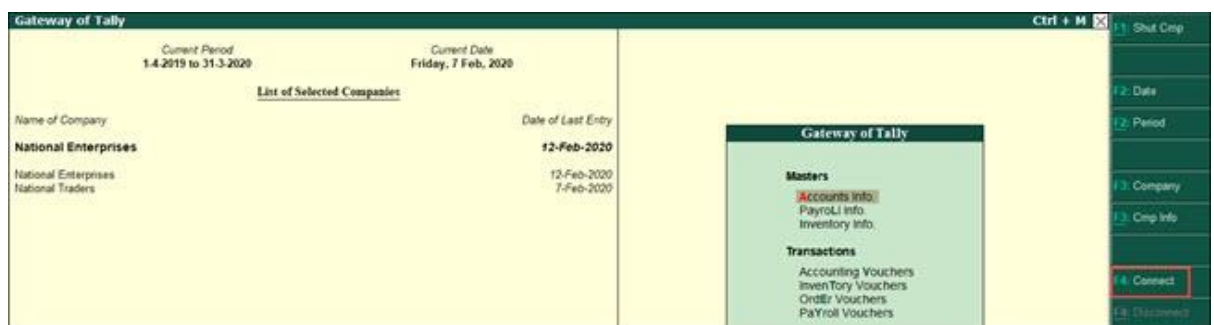 Gateway of Tally
Ctrl + M
Current Period
1-4-2019 to 31-3-2020
Current Date
Friday, 7 Feb, 2020
List of Selected Companies
Name of Company Date of Last Entry
National Enterprises 12-Feb-2020
National Enterprises 12-Feb-2020
National Traders 7-Feb-2020
Gateway of Tally
Masters
Accounts Info.
PayroLl Info.
Inventory Info.
Transactions
Accounting Vouchers
InvenTory Vouchers
OrdEr Vouchers
PaYroll Vouchers
F1: Shut Cmp
F2: Date
F2: Period
F3: Company
F3: Cmp Info
F4: Connect
F4: Disconnect